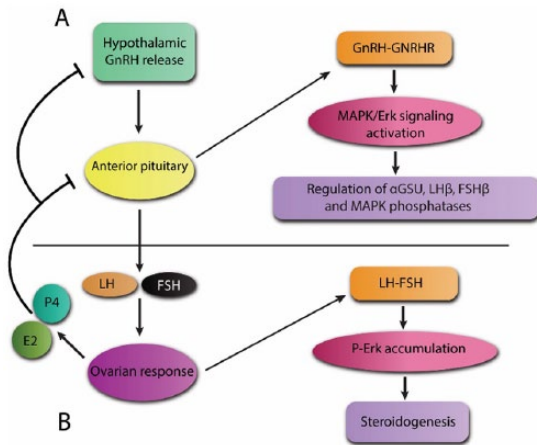 A
Hypothalamic
GnRH release
GnRH-GNRHR
MAPK/Erk signaling
activation
Anterior pituitary
Regulation of αGSU, LHβ, FSHβ
and MAPK phosphatases
LH
FSH
LH-FSH
P4
E2
P-Erk accumulation
Ovarian response
Steroidogenesis
B